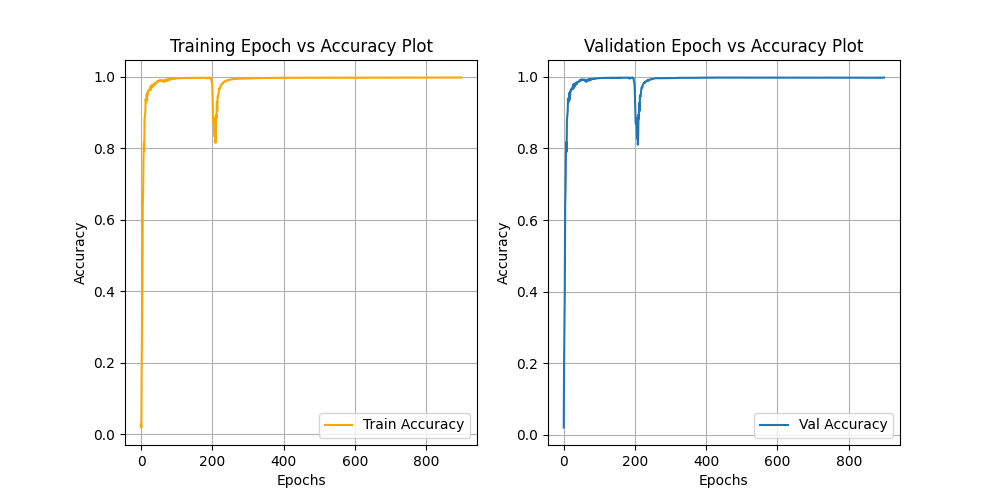 Training Epoch vs Accuracy Plot
Accuracy
1.0
0.8
0.6
0.4
0.2
0.0
0 200 400 600 800
Epochs
Train Accuracy
Validation Epoch vs Accuracy Plot
Accuracy
1.0
0.8
0.6
0.4
0.2
0.0
0 200 400 600 800
Epochs
Val Accuracy